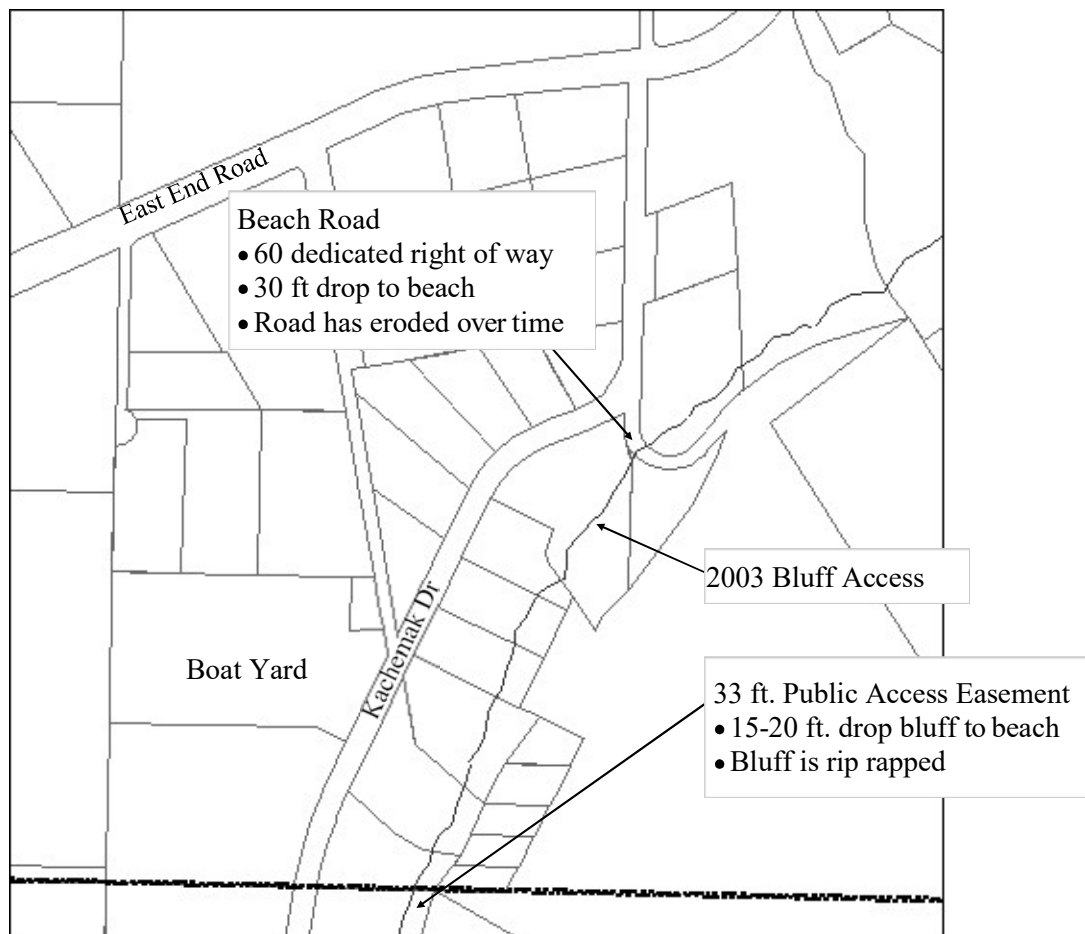 East End Road
Beach Road
• 60 dedicated right of way
• 30 ft drop to beach
• Road has eroded over time
2003 Bluff Access
Boat Yard
Kachemak Dr
33 ft. Public Access Easement
• 15-20 ft. drop bluff to beach
• Bluff is rip rapped